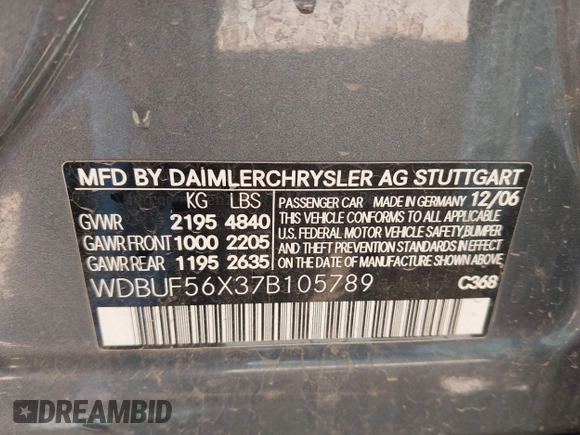 MFD BY DAIMLERCHRYSLER AG STUTTGART
KG LBS
GVWR 2195 4840
GAWR FRONT 1000 2205
GAWR REAR 1195 2635
PASSENGER CAR MADE IN GERMANY 12/06
THIS VEHICLE CONFORMS TO ALL APPLICABLE
U.S. FEDERAL MOTOR VEHICLE SAFETY,BUMPER
AND THEFT PREVENTION STANDARDS IN EFFECT
ON THE DATE OF MANUFACTURE SHOWN ABOVE
WDBUF56X37B105789 C368
DREAMBID